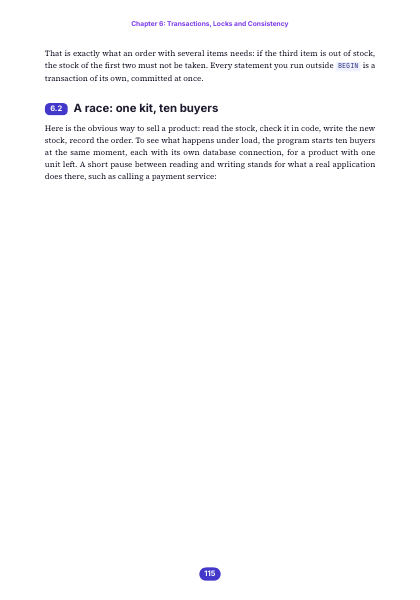 Chapter 6: Transactions, Locks and Consistency
That is exactly what an order with several items needs: if the third item is out of stock,
the stock of the first two must not be taken. Every statement you run outside BEGIN is a
transaction of its own, committed at once.
6.2 A race: one kit, ten buyers
Here is the obvious way to sell a product: read the stock, check it in code, write the new
stock, record the order. To see what happens under load, the program starts ten buyers
at the same moment, each with its own database connection, for a product with one
unit left. A short pause between reading and writing stands for what a real application
does there, such as calling a payment service:
115